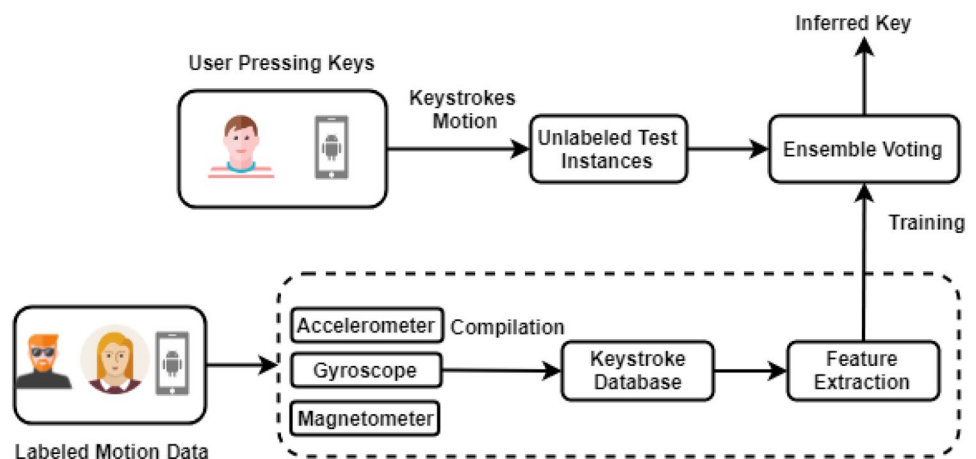 Inferred Key
User Pressing Keys
Keystrokes
Motion
Unlabeled Test
Instances
Ensemble Voting
Training
Accelerometer
Compilation
Gyroscope
Keystroke
Database
Feature
Extraction
Magnetometer
Labeled Motion Data